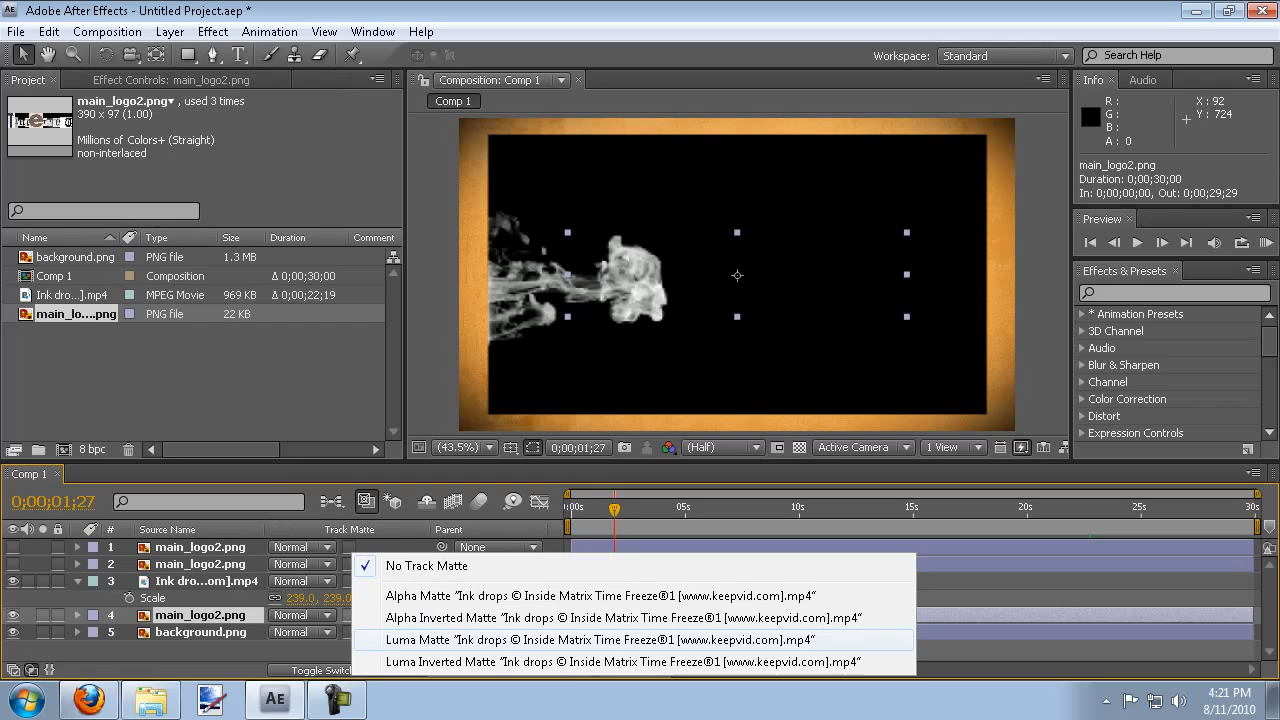 Adobe After Effects - Untitled Project.aep *
File Edit Composition Layer Effect Animation View Window Help
Workspace: Standard Search Help
Project Effect Controls: main_logo2.png Composition: Comp 1 Info Audio
main_logo2.png , used 3 times
390 x 97 (1.00)
Millions of Colors+ (Straight)
non-interlaced
Comp 1
R :
G :
B :
A : 0
X : 92
Y : 724
main_logo2.png
Duration: 0;00;30;00
In: 0;00;00;00, Out: 0;00;29;29
Preview
Effects & Presets
* Animation Presets
3D Channel
Audio
Blur & Sharpen
Channel
Color Correction
Distort
Expression Controls
Name Type Size Duration Comment
background.png PNG file 1.3 MB
Comp 1 Composition Δ 0;00;30;00
Ink dro...].mp4 MPEG Movie 969 KB Δ 0;00;22;19
main_lo....png PNG file 22 KB
8 bpc
(43.5%) 0;00;01;27 (Half) Active Camera 1 View
Comp 1
0;00;01;27
:00s 05s 10s 15s 20s 25s 30s
# Source Name Track Matte Parent
1 main_logo2.png Normal None
2 main_logo2.png Normal
3 Ink dro...om].mp4 Normal
Scale 239.0, 239.0
4 main_logo2.png Normal
5 background.png Normal
Toggle Switc
No Track Matte
Alpha Matte "Ink drops © Inside Matrix Time Freeze®1 [www.keepvid.com].mp4"
Alpha Inverted Matte "Ink drops © Inside Matrix Time Freeze®1 [www.keepvid.com].mp4"
Luma Matte "Ink drops © Inside Matrix Time Freeze®1 [www.keepvid.com].mp4"
Luma Inverted Matte "Ink drops © Inside Matrix Time Freeze®1 [www.keepvid.com].mp4"
AE
4:21 PM
8/11/2010